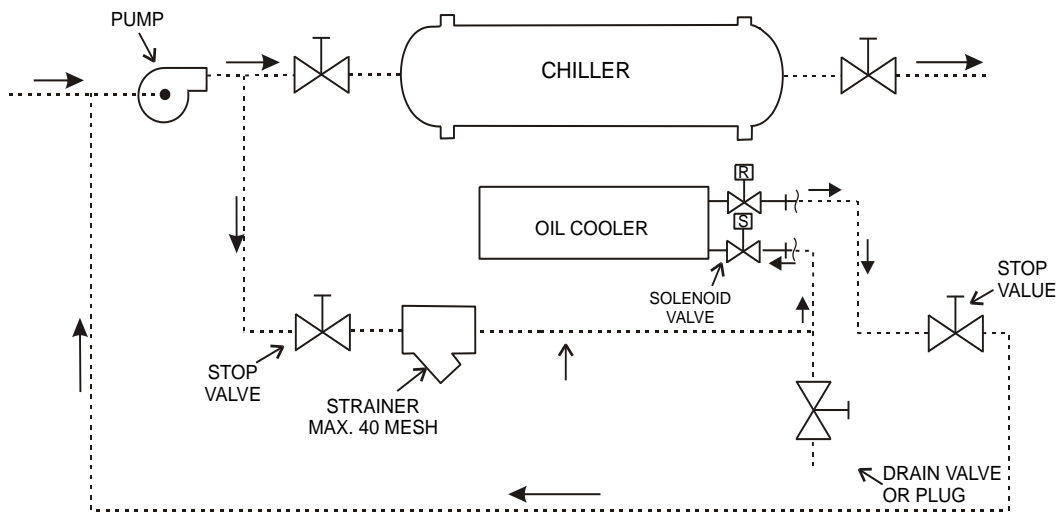 PUMP
CHILLER
R
OIL COOLER
S
SOLENOID
VALVE
STOP
VALUE
STOP
VALVE
STRAINER
MAX. 40 MESH
DRAIN VALVE
OR PLUG